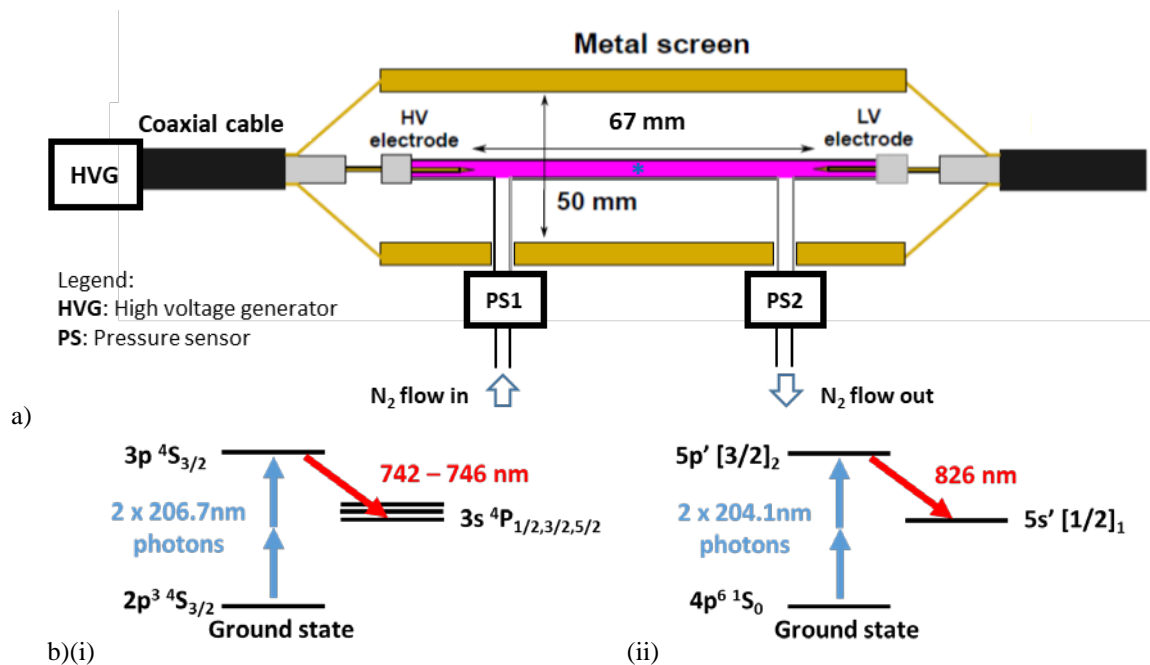 Metal screen
Coaxial cable
HV
electrode
67 mm
LV
electrode
HVG
*
50 mm
Legend:
HVG: High voltage generator
PS: Pressure sensor
PS1
PS2
N₂ flow in
N₂ flow out
a)
3p ⁴S₃/₂
742 – 746 nm
2 x 206.7nm
photons
3s ⁴P₁/₂,₃/₂,₅/₂
2p³ ⁴S₃/₂
Ground state
b)(i)
5p' [3/2]₂
826 nm
2 x 204.1nm
photons
5s' [1/2]₁
4p⁶ ¹S₀
Ground state
(ii)